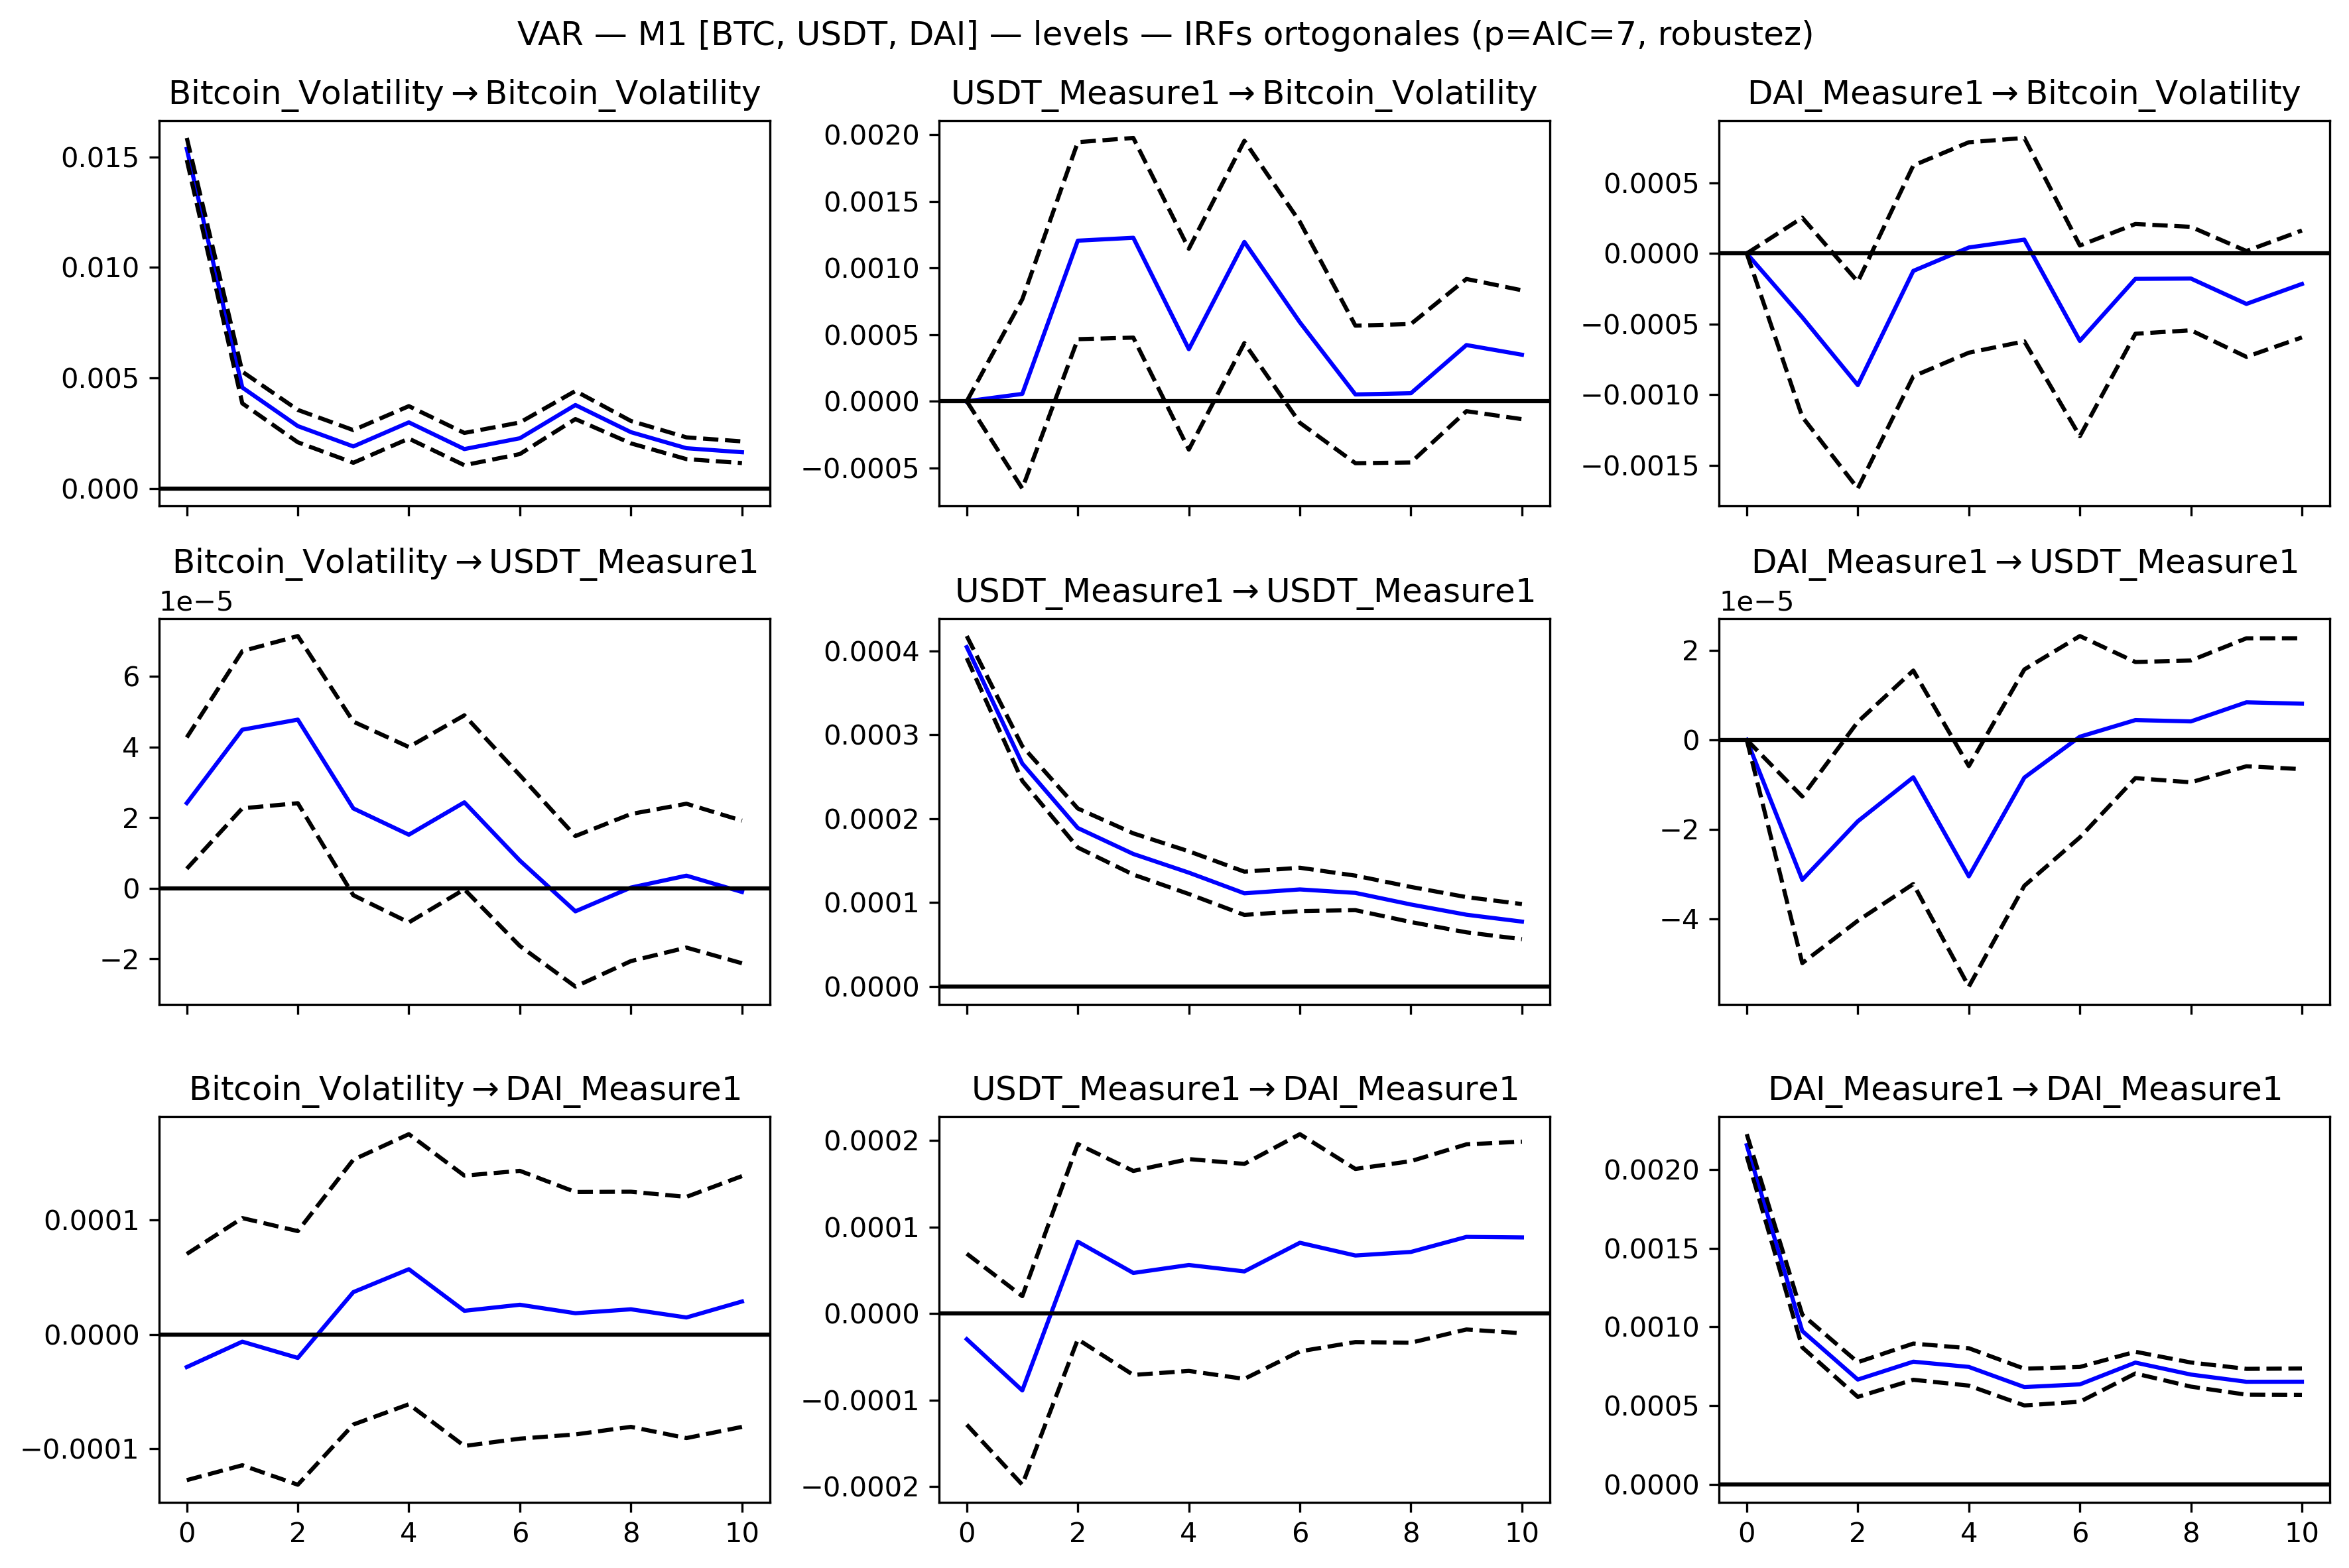 VAR — M1 [BTC, USDT, DAI] — levels — IRFs ortogonales (p=AIC=7, robustez)
Bitcoin_Volatility→Bitcoin_Volatility
0.015
0.010
0.005
0.000
USDT_Measure1→Bitcoin_Volatility
0.0020
0.0015
0.0010
0.0005
0.0000
−0.0005
DAI_Measure1→Bitcoin_Volatility
0.0005
0.0000
−0.0005
−0.0010
−0.0015
Bitcoin_Volatility→USDT_Measure1
1e−5
6
4
2
0
−2
USDT_Measure1→USDT_Measure1
0.0004
0.0003
0.0002
0.0001
0.0000
DAI_Measure1→USDT_Measure1
1e−5
2
0
−2
−4
Bitcoin_Volatility→DAI_Measure1
0.0001
0.0000
−0.0001
0 2 4 6 8 10
USDT_Measure1→DAI_Measure1
0.0002
0.0001
0.0000
−0.0001
−0.0002
0 2 4 6 8 10
DAI_Measure1→DAI_Measure1
0.0020
0.0015
0.0010
0.0005
0.0000
0 2 4 6 8 10